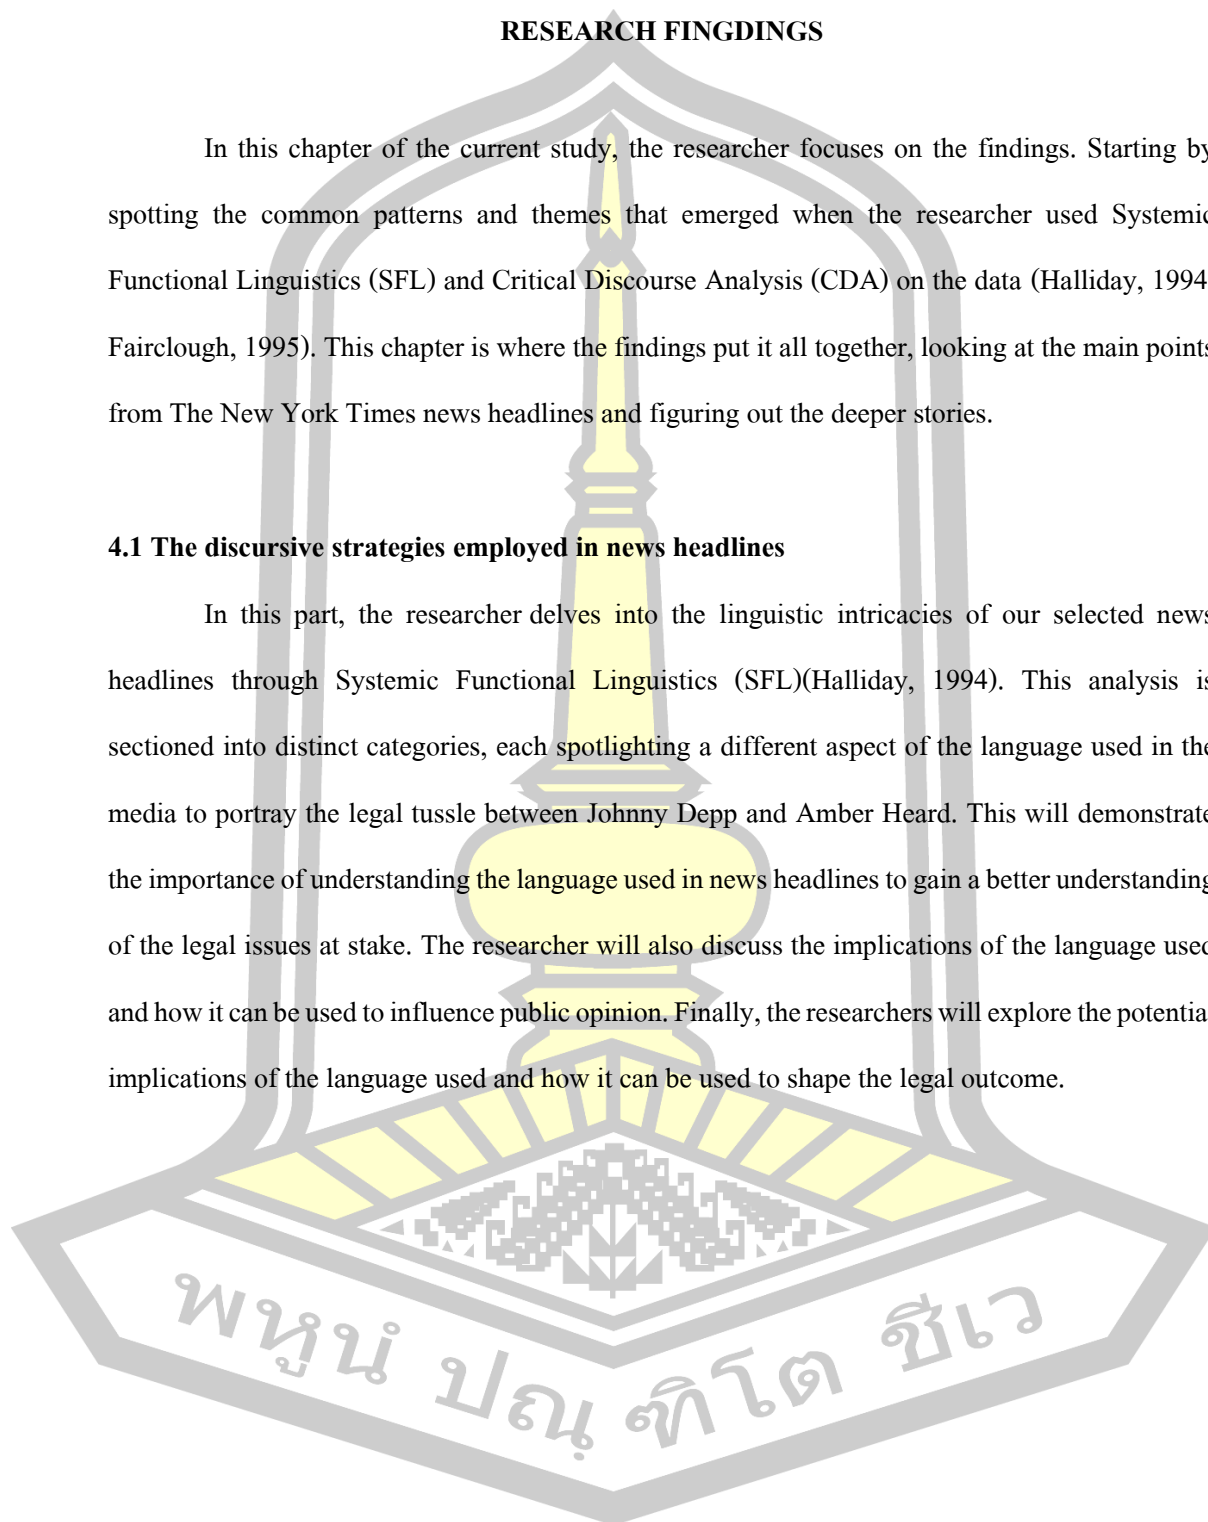 RESEARCH FINGDINGS
In this chapter of the current study, the researcher focuses on the findings. Starting by
spotting the common patterns and themes that emerged when the researcher used Systemic
Functional Linguistics (SFL) and Critical Discourse Analysis (CDA) on the data (Halliday, 1994
Fairclough, 1995). This chapter is where the findings put it all together, looking at the main points
from The New York Times news headlines and figuring out the deeper stories.
4.1 The discursive strategies employed in news headlines
In this part, the researcher delves into the linguistic intricacies of our selected news
headlines through Systemic Functional Linguistics (SFL)(Halliday, 1994). This analysis is
sectioned into distinct categories, each spotlighting a different aspect of the language used in the
media to portray the legal tussle between Johnny Depp and Amber Heard. This will demonstrate
the importance of understanding the language used in news headlines to gain a better understanding
of the legal issues at stake. The researcher will also discuss the implications of the language used
and how it can be used to influence public opinion. Finally, the researchers will explore the potential
implications of the language used and how it can be used to shape the legal outcome.
พหูนํ ปณฺฑิโต ชีเว